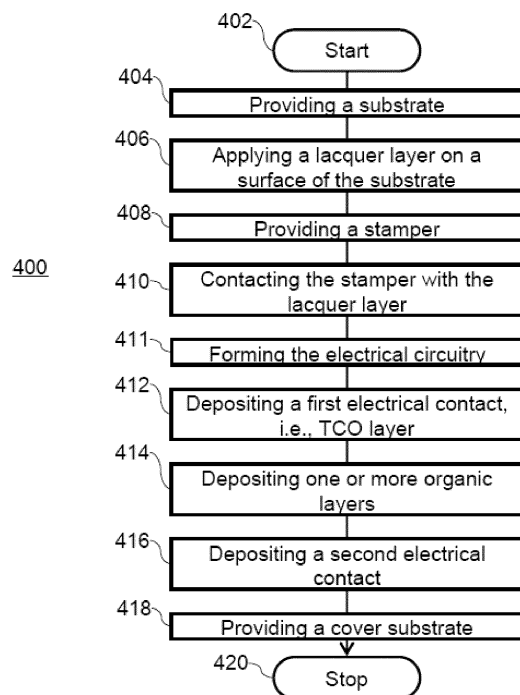 402
Start
404
Providing a substrate
406
Applying a lacquer layer on a
surface of the substrate
408
Providing a stamper
400
410
Contacting the stamper with the
lacquer layer
411
Forming the electrical circuitry
412
Depositing a first electrical contact,
i.e., TCO layer
414
Depositing one or more organic
layers
416
Depositing a second electrical
contact
418
Providing a cover substrate
420
Stop